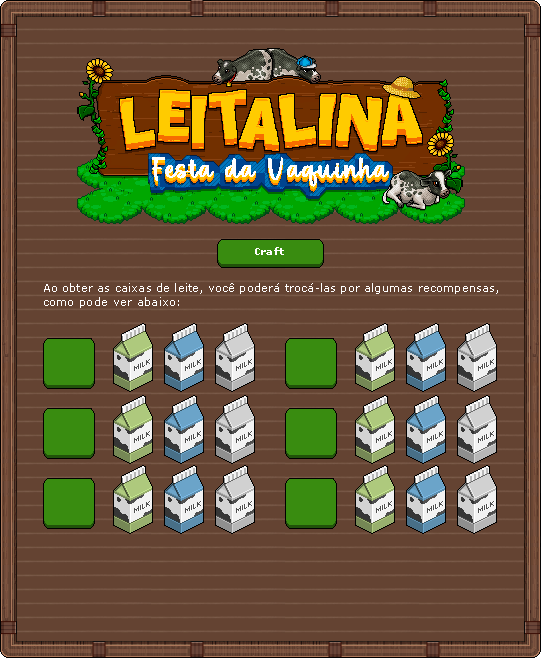 LEITALINA
Festa da Vaquinha
Craft
Ao obter as caixas de leite, você poderá trocá-las por algumas recompensas,
como pode ver abaixo:
MILK MILK MILK MILK MILK MILK
MILK MILK MILK MILK MILK MILK
MILK MILK MILK MILK MILK MILK